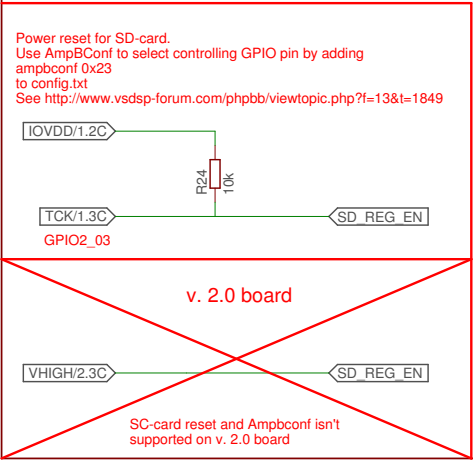 Power reset for SD-card.
Use AmpBConf to select controlling GPIO pin by adding
ampbconf 0x23
to config.txt
See http://www.vsdsp-forum.com/phpbb/viewtopic.php?f=13&t=1849
IOVDD/1.2C
R24
10k
TCK/1.3C
SD_REG_EN
GPIO2_03
v. 2.0 board
VHIGH/2.3C
SD_REG_EN
SC-card reset and Ampbconf isn't
supported on v. 2.0 board